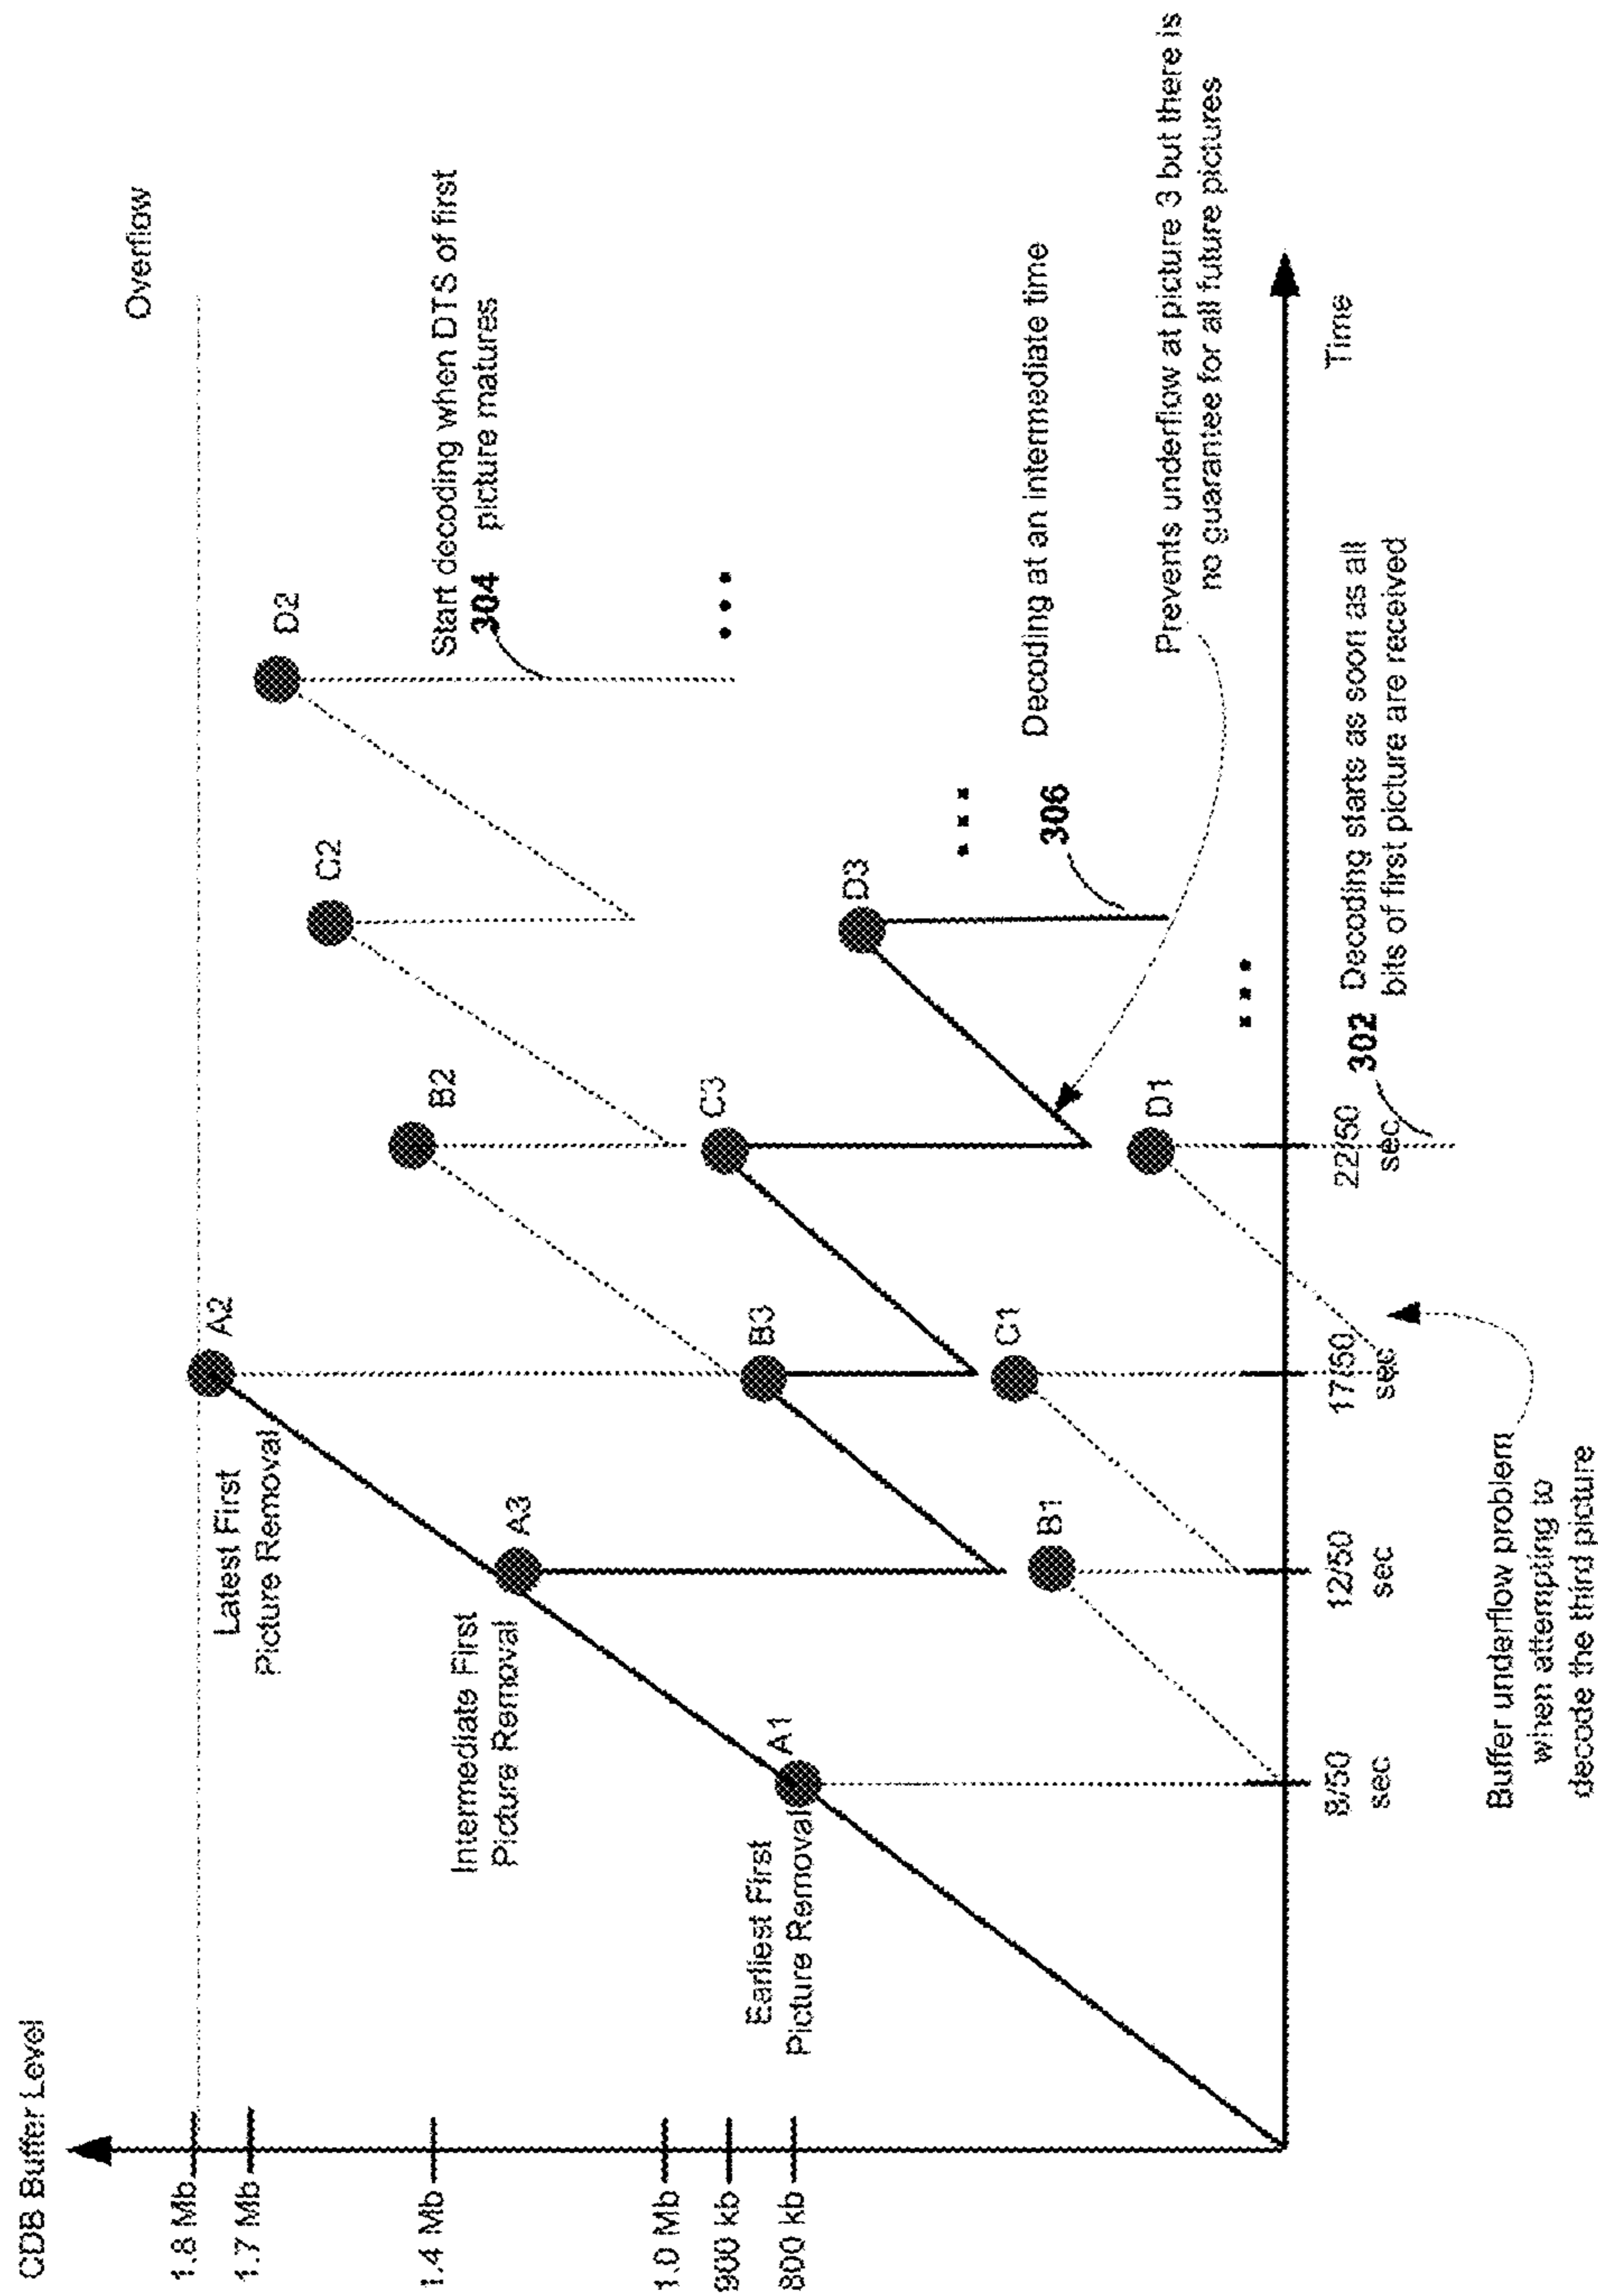 CDB Buffer Level
1.8 Mb
1.7 Mb
1.4 Mb
1.0 Mb
900 kb
800 kb
Overflow
Latest First
Picture Removal
A2
Intermediate First
Picture Removal
A3
Earliest First
Picture Removal
A1
B2
C2
D2
Start decoding when DTS of first
304 picture matures
B3
C3
D3
Decoding at an intermediate time
306
Prevents underflow at picture 3 but there is
no guarantee for all future pictures
B1
C1
D1
Time
8/50
sec
12/50
sec
17/50
sec
22/50
sec
302 Decoding starts as soon as all
bits of first picture are received
Buffer underflow problem
when attempting to
decode the third picture